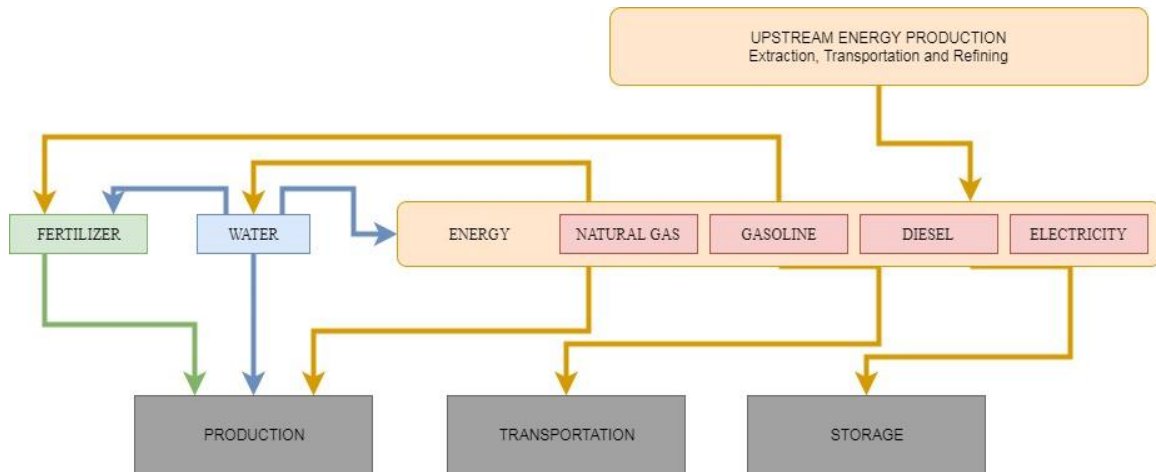 UPSTREAM ENERGY PRODUCTION
Extraction, Transportation and Refining
FERTILIZER
WATER
ENERGY
NATURAL GAS
GASOLINE
DIESEL
ELECTRICITY
PRODUCTION
TRANSPORTATION
STORAGE